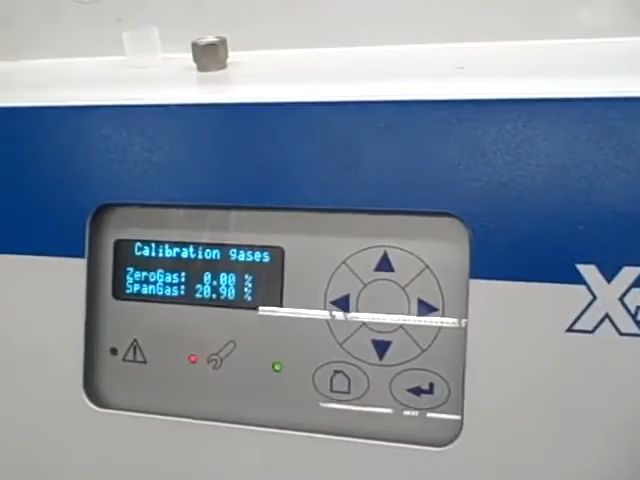 Calibration gases
ZeroGas: 0.00 %
SpanGas: 20.90 %
X